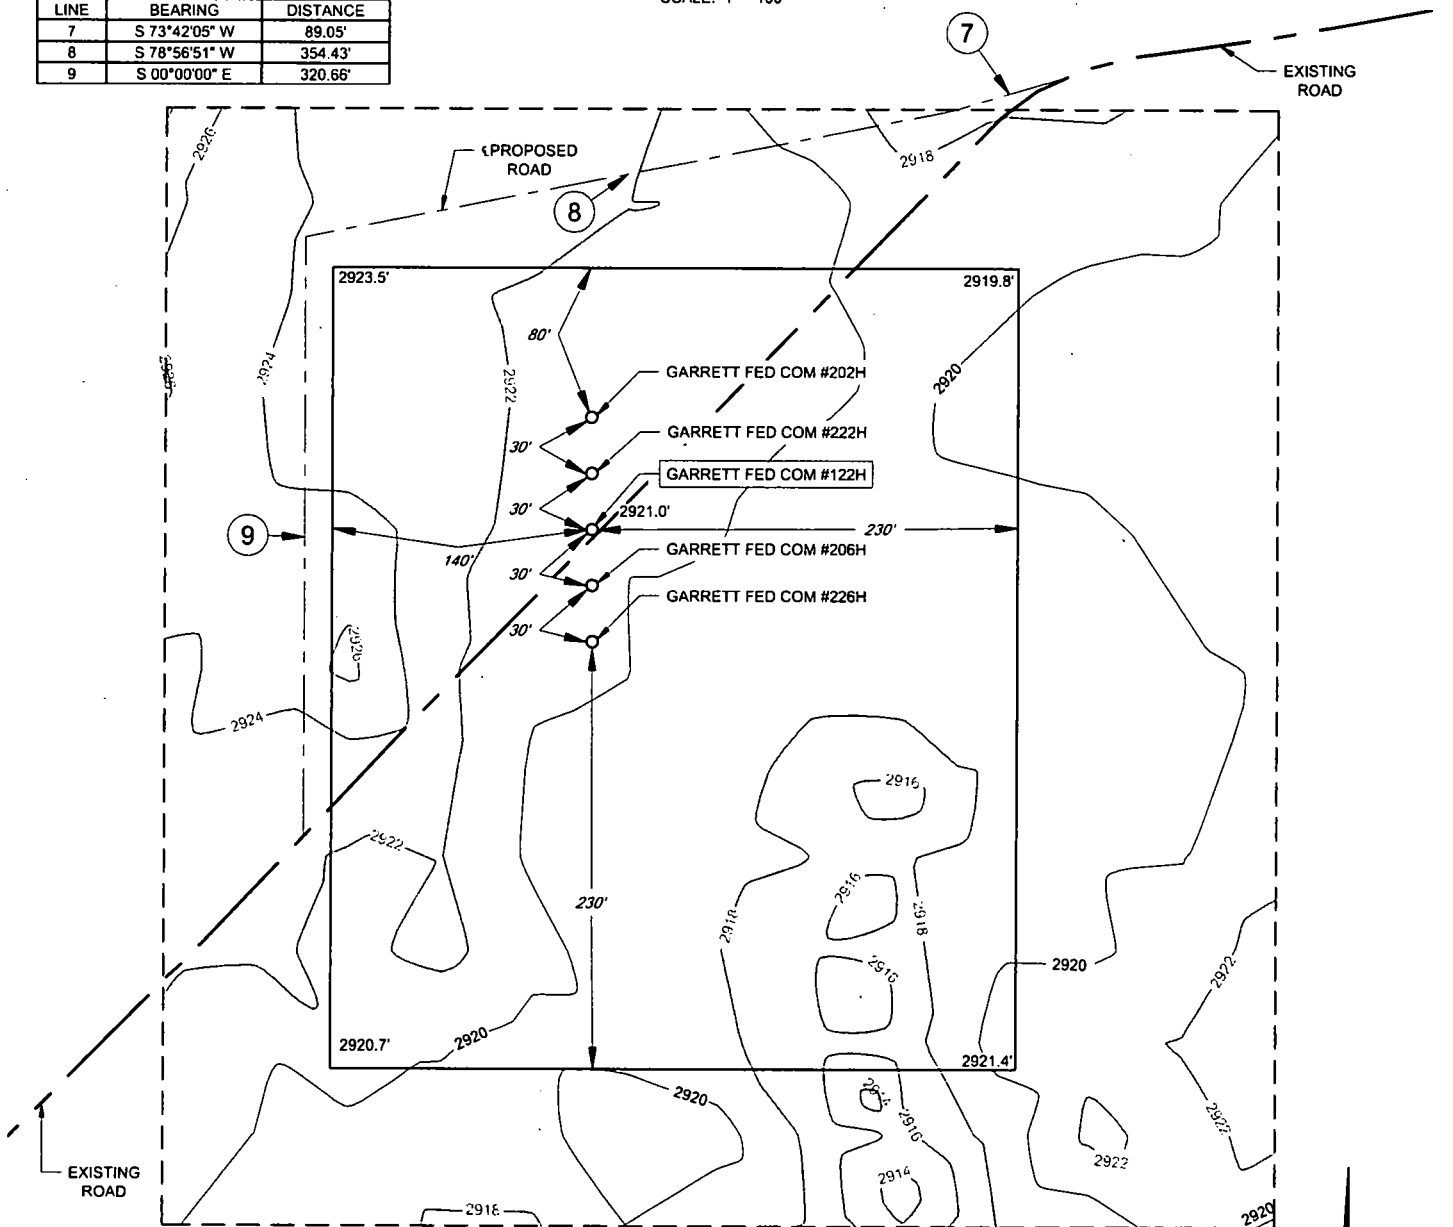 LINE BEARING DISTANCE
7 S 73°42'05" W 89.05'
8 S 78°56'51" W 354.43'
9 S 00°00'00" E 320.66'
7
EXISTING
ROAD
2926
℄PROPOSED
ROAD
2918
8
2923.5'
2919.8'
80'
2924
2922
GARRETT FED COM #202H
2920
30'
GARRETT FED COM #222H
GARRETT FED COM #122H
30'
2921.0'
9
230'
140'
GARRETT FED COM #206H
30'
GARRETT FED COM #226H
30'
2926
2924
2916
2922
2916
230'
2918
2918
2916
2920
2922
2920.7'
2920
2921.4'
2920
2914
2916
2922
2922
EXISTING
ROAD
2914
2918
2920